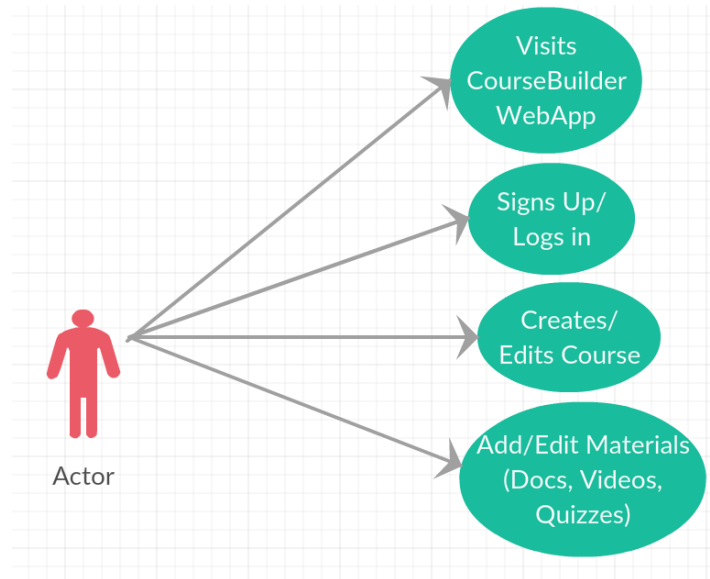 Visits
CourseBuilder
WebApp
Signs Up/
Logs in
Creates/
Edits Course
Add/Edit Materials
(Docs, Videos,
Quizzes)
Actor